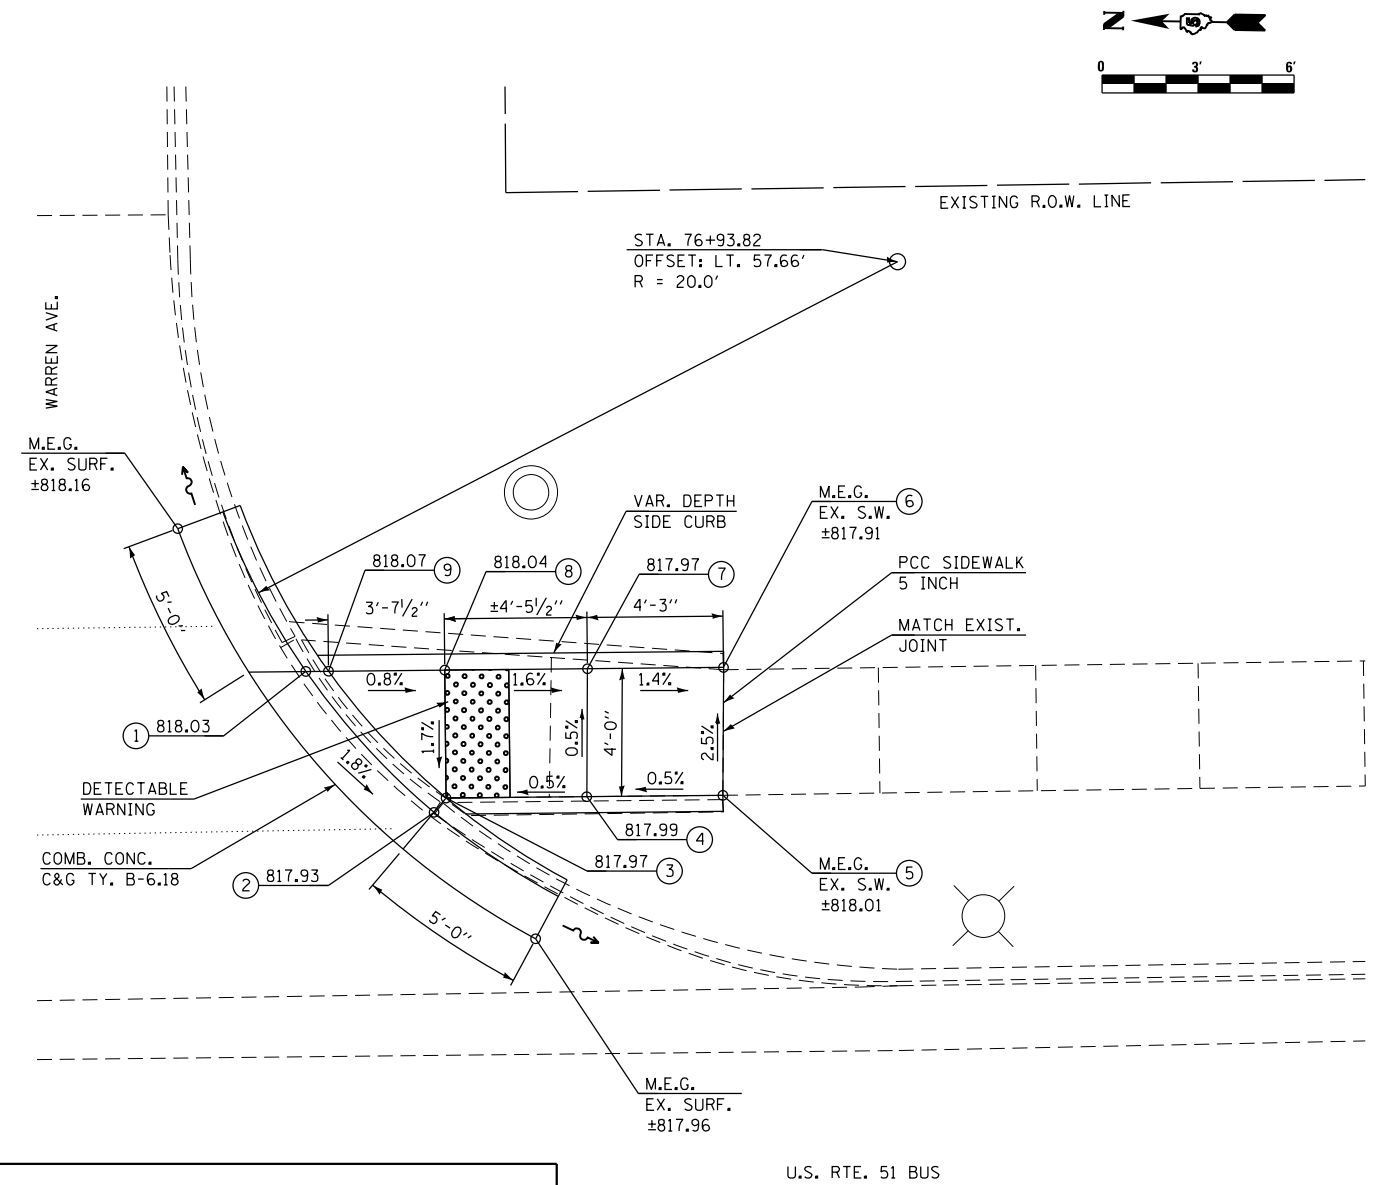 N
0 3' 6'
EXISTING R.O.W. LINE
STA. 76+93.82
OFFSET: LT. 57.66'
R = 20.0'
WARREN AVE.
M.E.G.
EX. SURF.
±818.16
VAR. DEPTH
SIDE CURB
M.E.G.
EX. S.W.
±817.91
6
818.07 9
818.04 8
817.97 7
PCC SIDEWALK
5 INCH
5'-0"
3'-7 1/2"
±4'-5 1/2"
4'-3"
MATCH EXIST.
JOINT
0.8%
1.6%
1.4%
1 818.03
1.7%
0.5%
4'-0"
2.5%
1.8%
0.5%
0.5%
DETECTABLE
WARNING
817.99 4
COMB. CONC.
C&G TY. B-6.18
2 817.93
817.97 3
M.E.G.
EX. S.W.
±818.01
5
5'-0"
M.E.G.
EX. SURF.
±817.96
U.S. RTE. 51 BUS